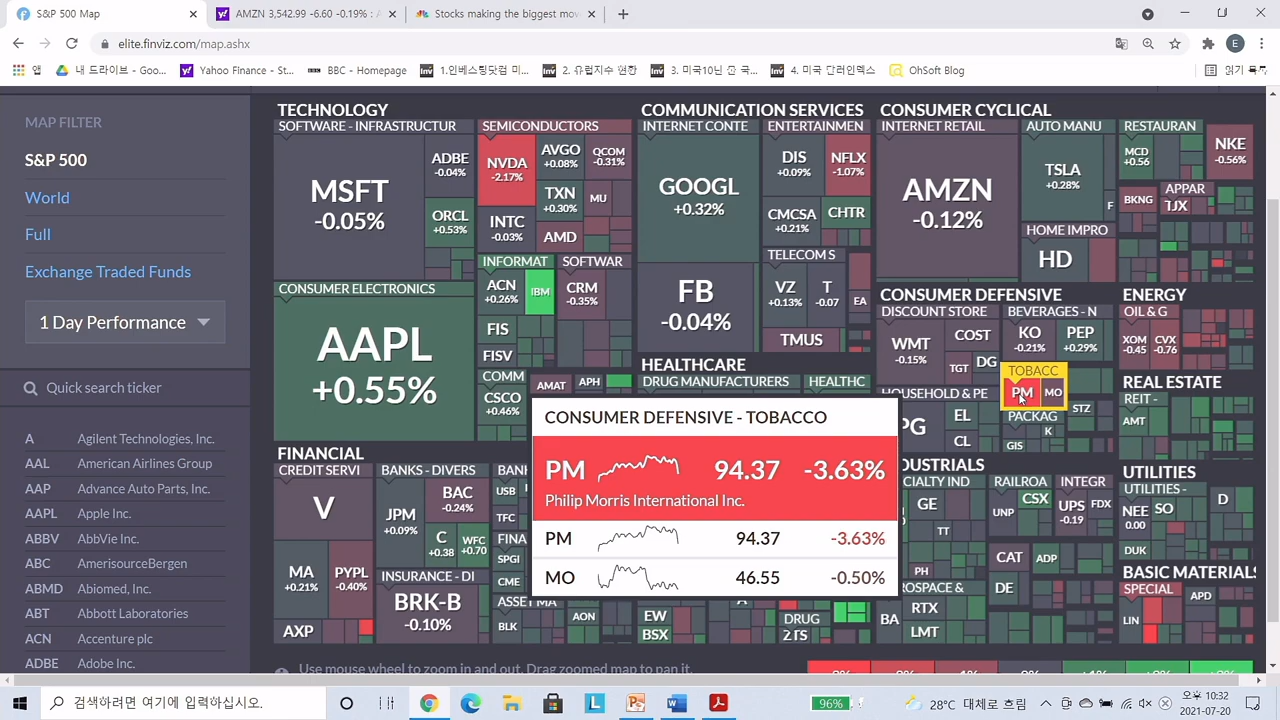 S&P 500 Map
AMZN 3,542.99 -6.60 -0.19% : A
Stocks making the biggest mov
elite.finviz.com/map.ashx
앱
내 드라이브 - Goo...
Yahoo Finance - St...
BBC - Homepage
1.인베스팅닷컴 미...
2. 유럽지수 현황
3. 미국10년 준 국...
4. 미국 단러인덱스
OhSoft Blog
읽기 목록
MAP FILTER
S&P 500
World
Full
Exchange Traded Funds
1 Day Performance
Quick search ticker
A Agilent Technologies, Inc.
AAL American Airlines Group
AAP Advance Auto Parts, Inc.
AAPL Apple Inc.
ABBV AbbVie Inc.
ABC AmerisourceBergen
ABMD Abiomed, Inc.
ABT Abbott Laboratories
ACN Accenture plc
ADBE Adobe Inc.
TECHNOLOGY
SOFTWARE - INFRASTRUCTUR
MSFT
-0.05%
ADBE
-0.04%
ORCL
+0.53%
SEMICONDUCTORS
NVDA
-2.17%
AVGO
+0.08%
QCOM
-0.31%
TXN
+0.30%
MU
INTC
-0.03%
AMD
CONSUMER ELECTRONICS
AAPL
+0.55%
INFORMAT
ACN
+0.26%
IBM
FIS
FISV
SOFTWAR
CRM
-0.35%
COMM
CSCO
+0.46%
AMAT
APH
COMMUNICATION SERVICES
INTERNET CONTE
GOOGL
+0.32%
FB
-0.04%
ENTERTAINMEN
DIS
+0.09%
NFLX
-1.07%
CMCSA
+0.21%
CHTR
TELECOM S
VZ
+0.13%
T
-0.07
EA
TMUS
CONSUMER CYCLICAL
INTERNET RETAIL
AMZN
-0.12%
AUTO MANU
TSLA
+0.28%
F
HOME IMPRO
HD
RESTAURAN
MCD
+0.56
NKE
-0.56%
BKNG
APPAR
TJX
CONSUMER DEFENSIVE
DISCOUNT STORE
WMT
-0.15%
COST
TGT
DG
BEVERAGES - N
KO
-0.21%
PEP
+0.29%
TOBACC
PM
MO
HOUSEHOLD & PE
PG
EL
CL
PACKAG
K
GIS
STZ
ENERGY
OIL & G
XOM
-0.45
CVX
-0.76
REAL ESTATE
REIT -
AMT
UTILITIES
UTILITIES -
NEE
0.00
SO
D
DUK
BASIC MATERIALS
SPECIAL
LIN
APD
HEALTHCARE
DRUG MANUFACTURERS
HEALTHC
CONSUMER DEFENSIVE - TOBACCO
PM 94.37 -3.63%
Philip Morris International Inc.
PM 94.37 -3.63%
MO 46.55 -0.50%
EW
BSX
DRUG
ZTS
FINANCIAL
CREDIT SERVI
V
MA
+0.21%
PYPL
-0.40%
AXP
BANKS - DIVERS
JPM
+0.09%
BAC
-0.24%
C
+0.38
WFC
+0.70
INSURANCE - DI
BRK-B
-0.10%
BANK
USB
TFC
FINA
SPGI
CME
ASSET MA
BLK
AON
DUSTRIALS
CIALTY IND
GE
TT
PH
RAILROA
UNP
CSX
INTEGR
UPS
-0.19
FDX
CAT
DE
ADP
ROSPACE &
BA
RTX
LMT
Use mouse wheel to zoom in and out. Drag zoomed map to pan it.
검색하려면 여기에 입력하십시오.
96%
28°C 대체로 흐림
오후 10:32
2021-07-20